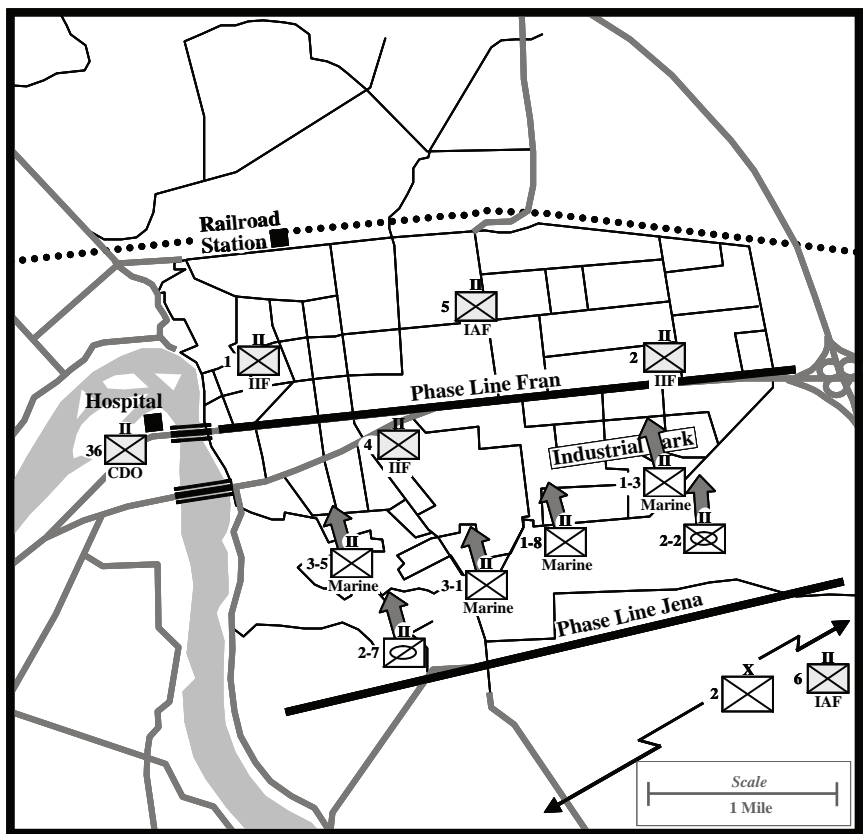 Railroad
Station
II
5
IAF
II
1
IIF
II
2
IIF
Phase Line Fran
Hospital
II
36
CDO
II
4
IIF
Industrial Park
II
1-3
Marine
II
3-5
Marine
II
3-1
Marine
II
1-8
Marine
II
2-2
II
2-7
Phase Line Jena
X
2
II
6
IAF
Scale
1 Mile